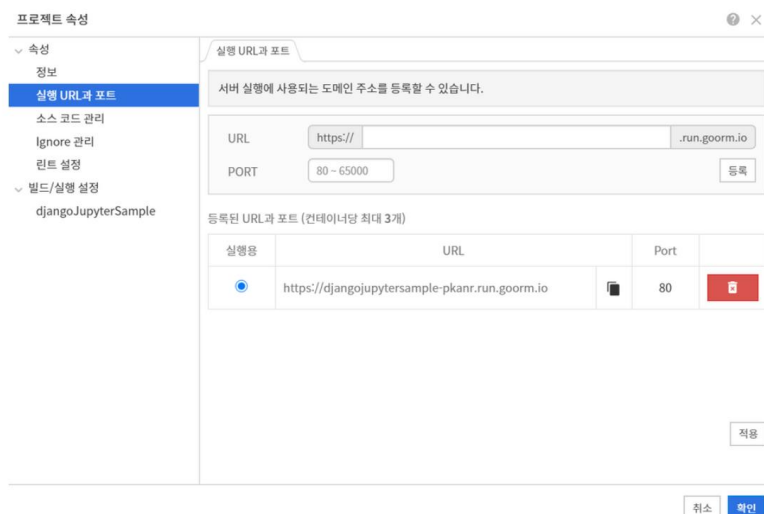 프로젝트 속성
속성
정보
실행 URL과 포트
소스 코드 관리
Ignore 관리
린트 설정
빌드/실행 설정
djangoJupyterSample
실행 URL과 포트
서버 실행에 사용되는 도메인 주소를 등록할 수 있습니다.
URL https:// .run.goorm.io
PORT 80 ~ 65000 등록
등록된 URL과 포트 (컨테이너당 최대 3개)
실행용 URL Port
https://djangojupytersample-pkanr.run.goorm.io 80
적용
취소 확인